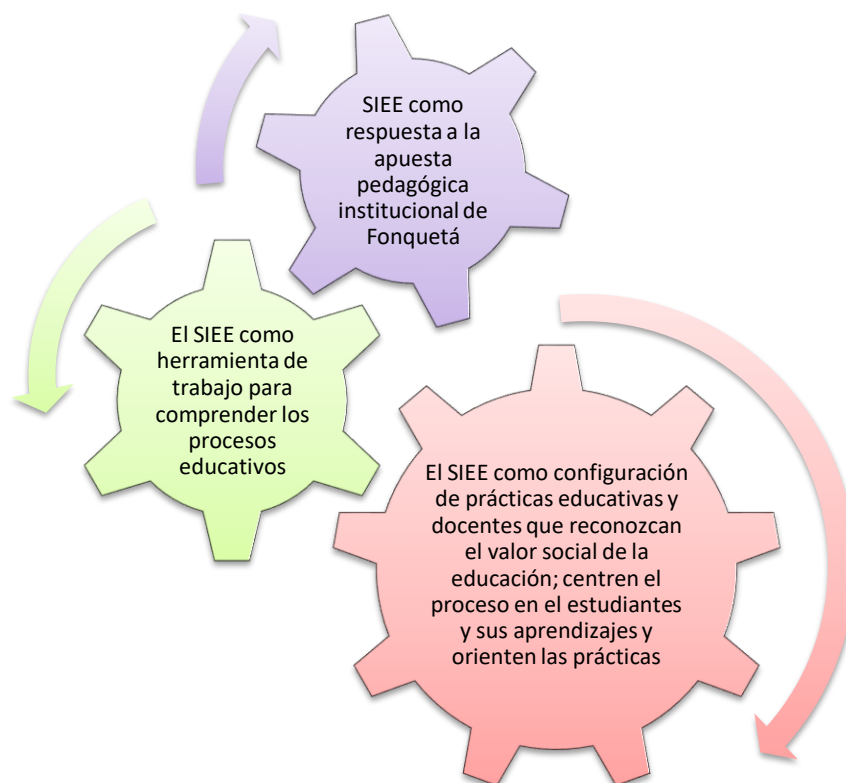 SIEE como
respuesta a la
apuesta
pedagógica
institucional de
Fonquetá
El SIEE como
herramienta de
trabajo para
comprender los
procesos
educativos
El SIEE como configuración
de prácticas educativas y
docentes que reconozcan
el valor social de la
educación; centren el
proceso en el estudiantes
y sus aprendizajes y
orienten las prácticas